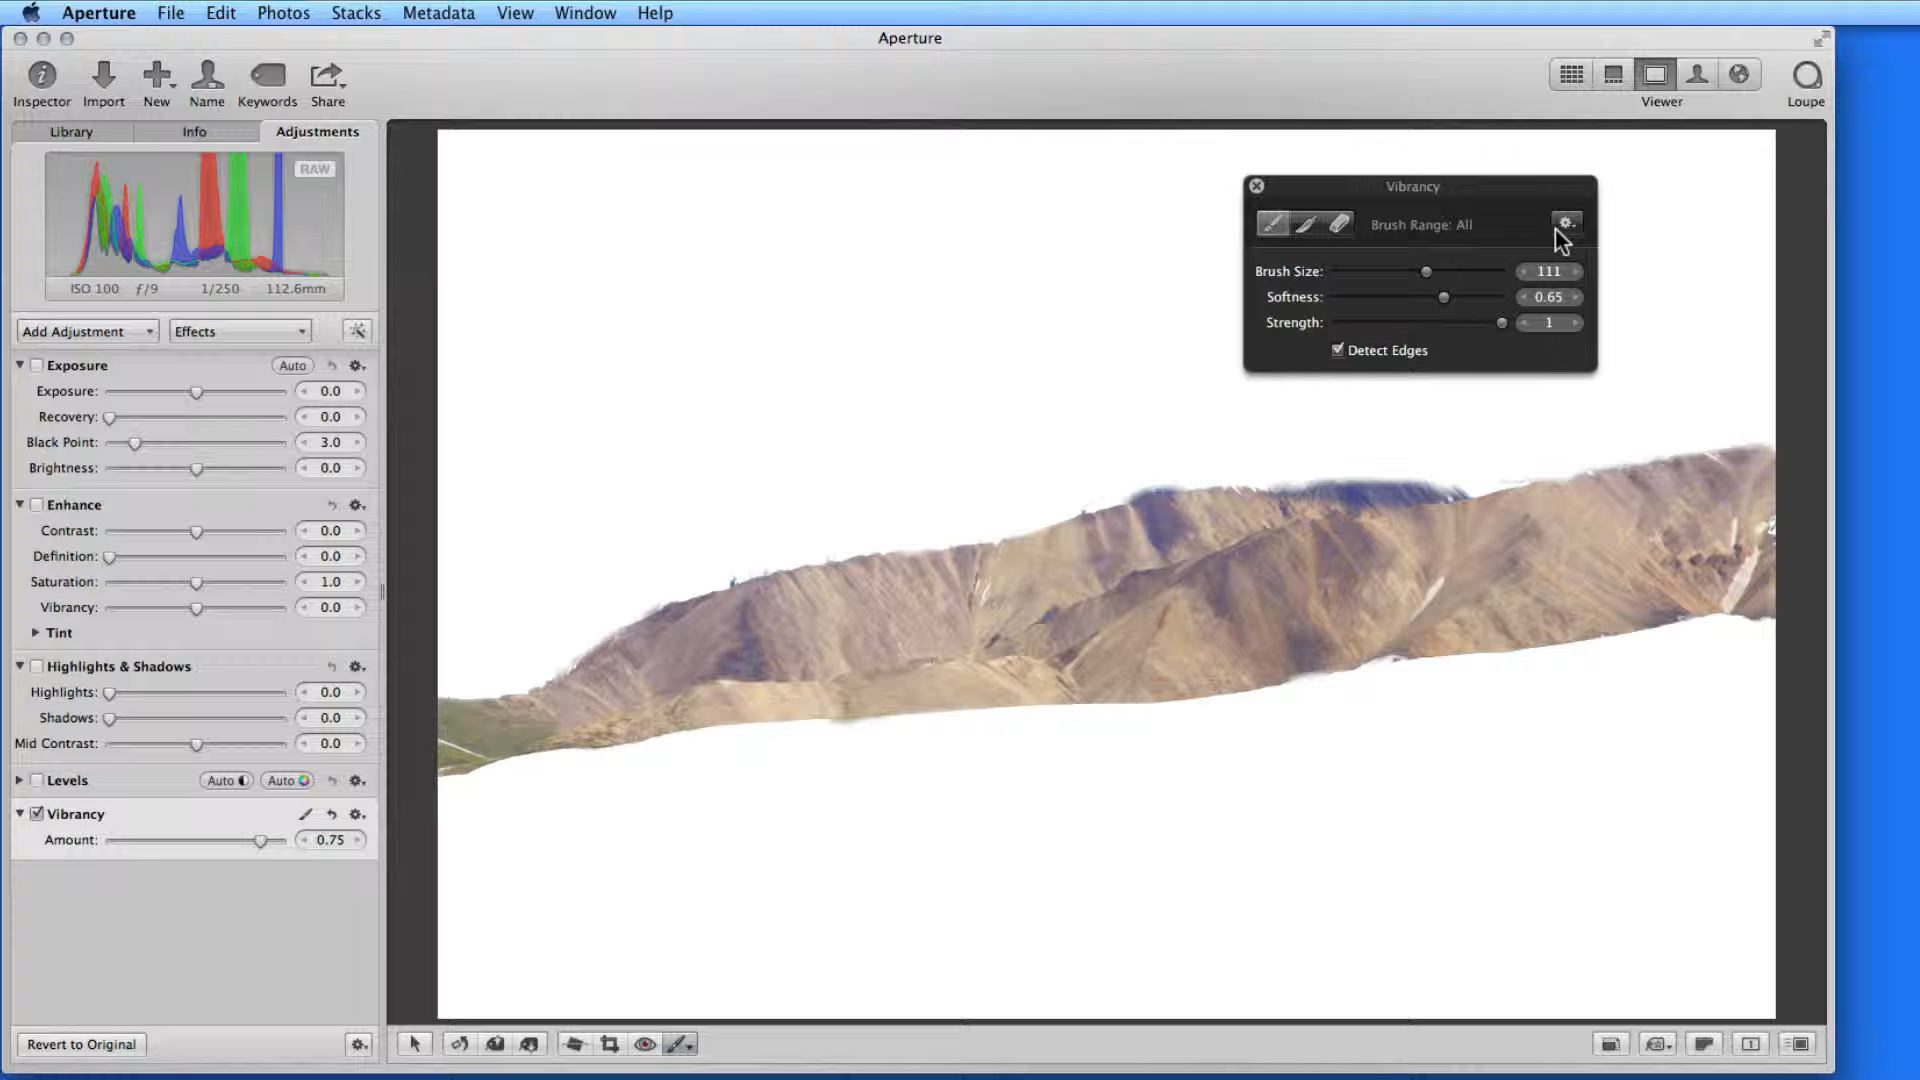 Aperture File Edit Photos Stacks Metadata View Window Help
Aperture
Inspector Import New Name Keywords Share
Viewer Loupe
Library Info Adjustments
RAW
ISO 100 ƒ/9 1/250 112.6mm
Add Adjustment Effects
Exposure Auto
Exposure: 0.0
Recovery: 0.0
Black Point: 3.0
Brightness: 0.0
Enhance
Contrast: 0.0
Definition: 0.0
Saturation: 1.0
Vibrancy: 0.0
Tint
Highlights & Shadows
Highlights: 0.0
Shadows: 0.0
Mid Contrast: 0.0
Levels Auto Auto
Vibrancy
Amount: 0.75
Revert to Original
Vibrancy
Brush Range: All
Brush Size: 111
Softness: 0.65
Strength: 1
Detect Edges
1